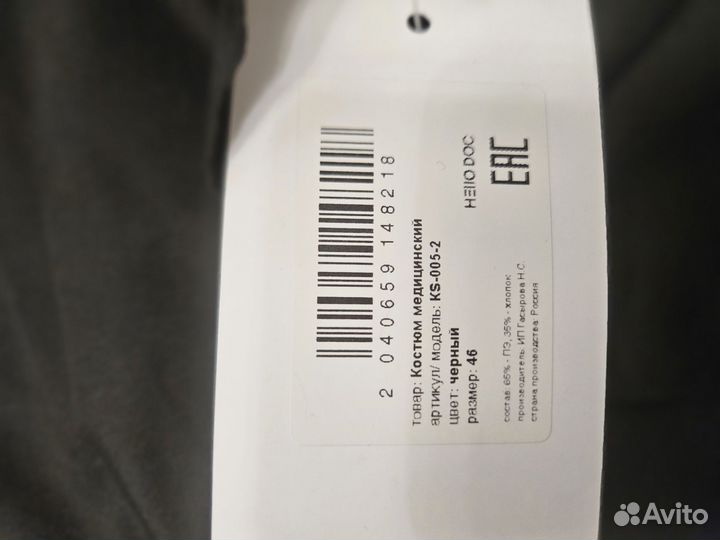 2 040659 148218
товар: Костюм медицинский
артикул/ модель: KS-005-2
цвет: черный
размер: 46
HEllO DOC
EAC
состав: 65% - ПЭ, 35% - хлопок
производитель: ИП Гасырова Н.С.
страна производства: Россия
Avito